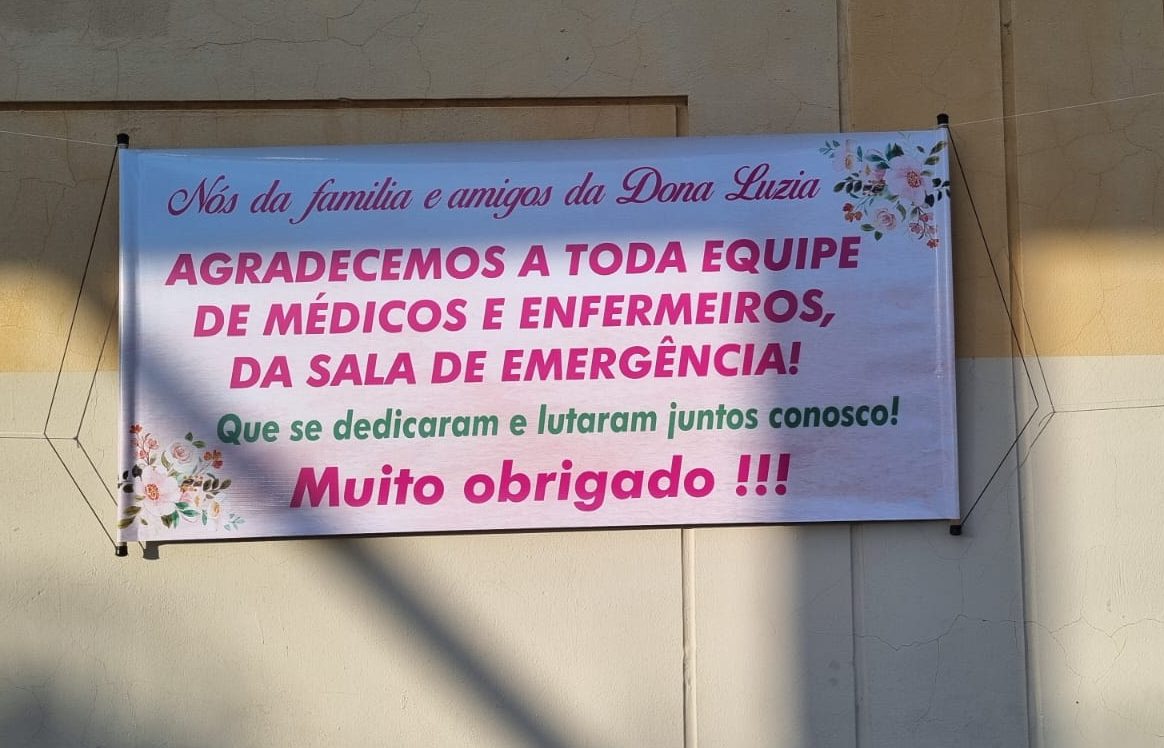 Nós da familia e amigos da Dona Luzia
AGRADECEMOS A TODA EQUIPE
DE MÉDICOS E ENFERMEIROS,
DA SALA DE EMERGÊNCIA!
Que se dedicaram e lutaram juntos conosco!
Muito obrigado !!!